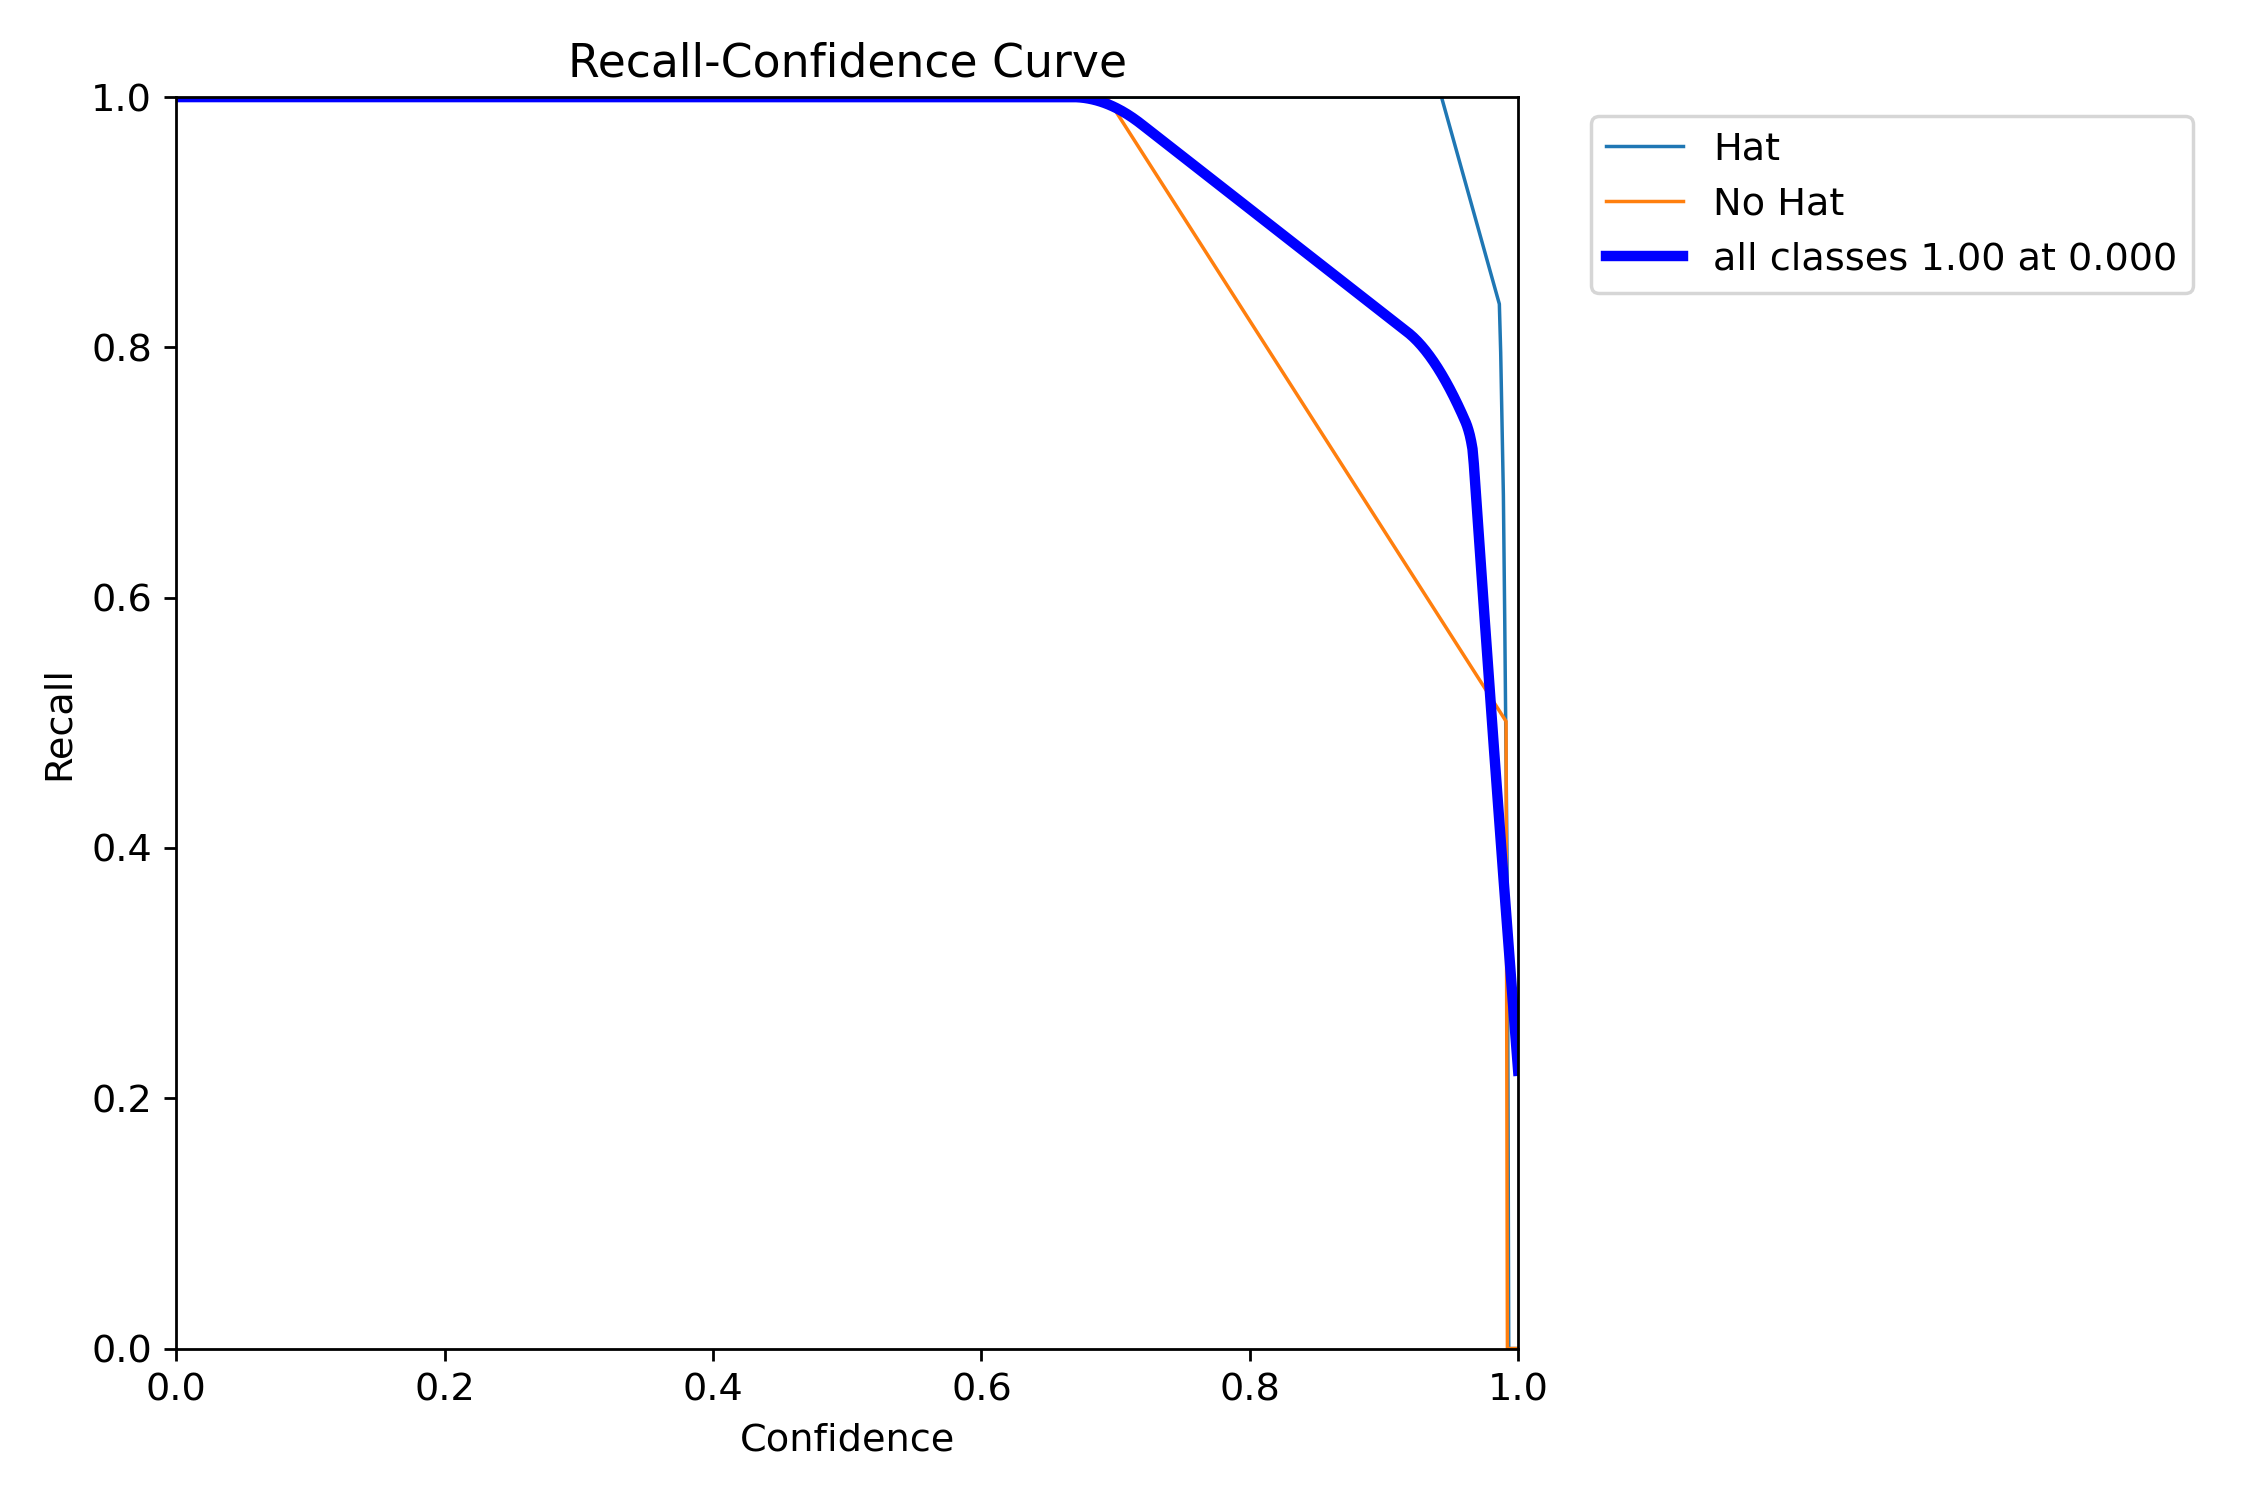 Recall-Confidence Curve
1.0
0.8
0.6
0.4
0.2
0.0
Recall
0.0 0.2 0.4 0.6 0.8 1.0
Confidence
Hat
No Hat
all classes 1.00 at 0.000